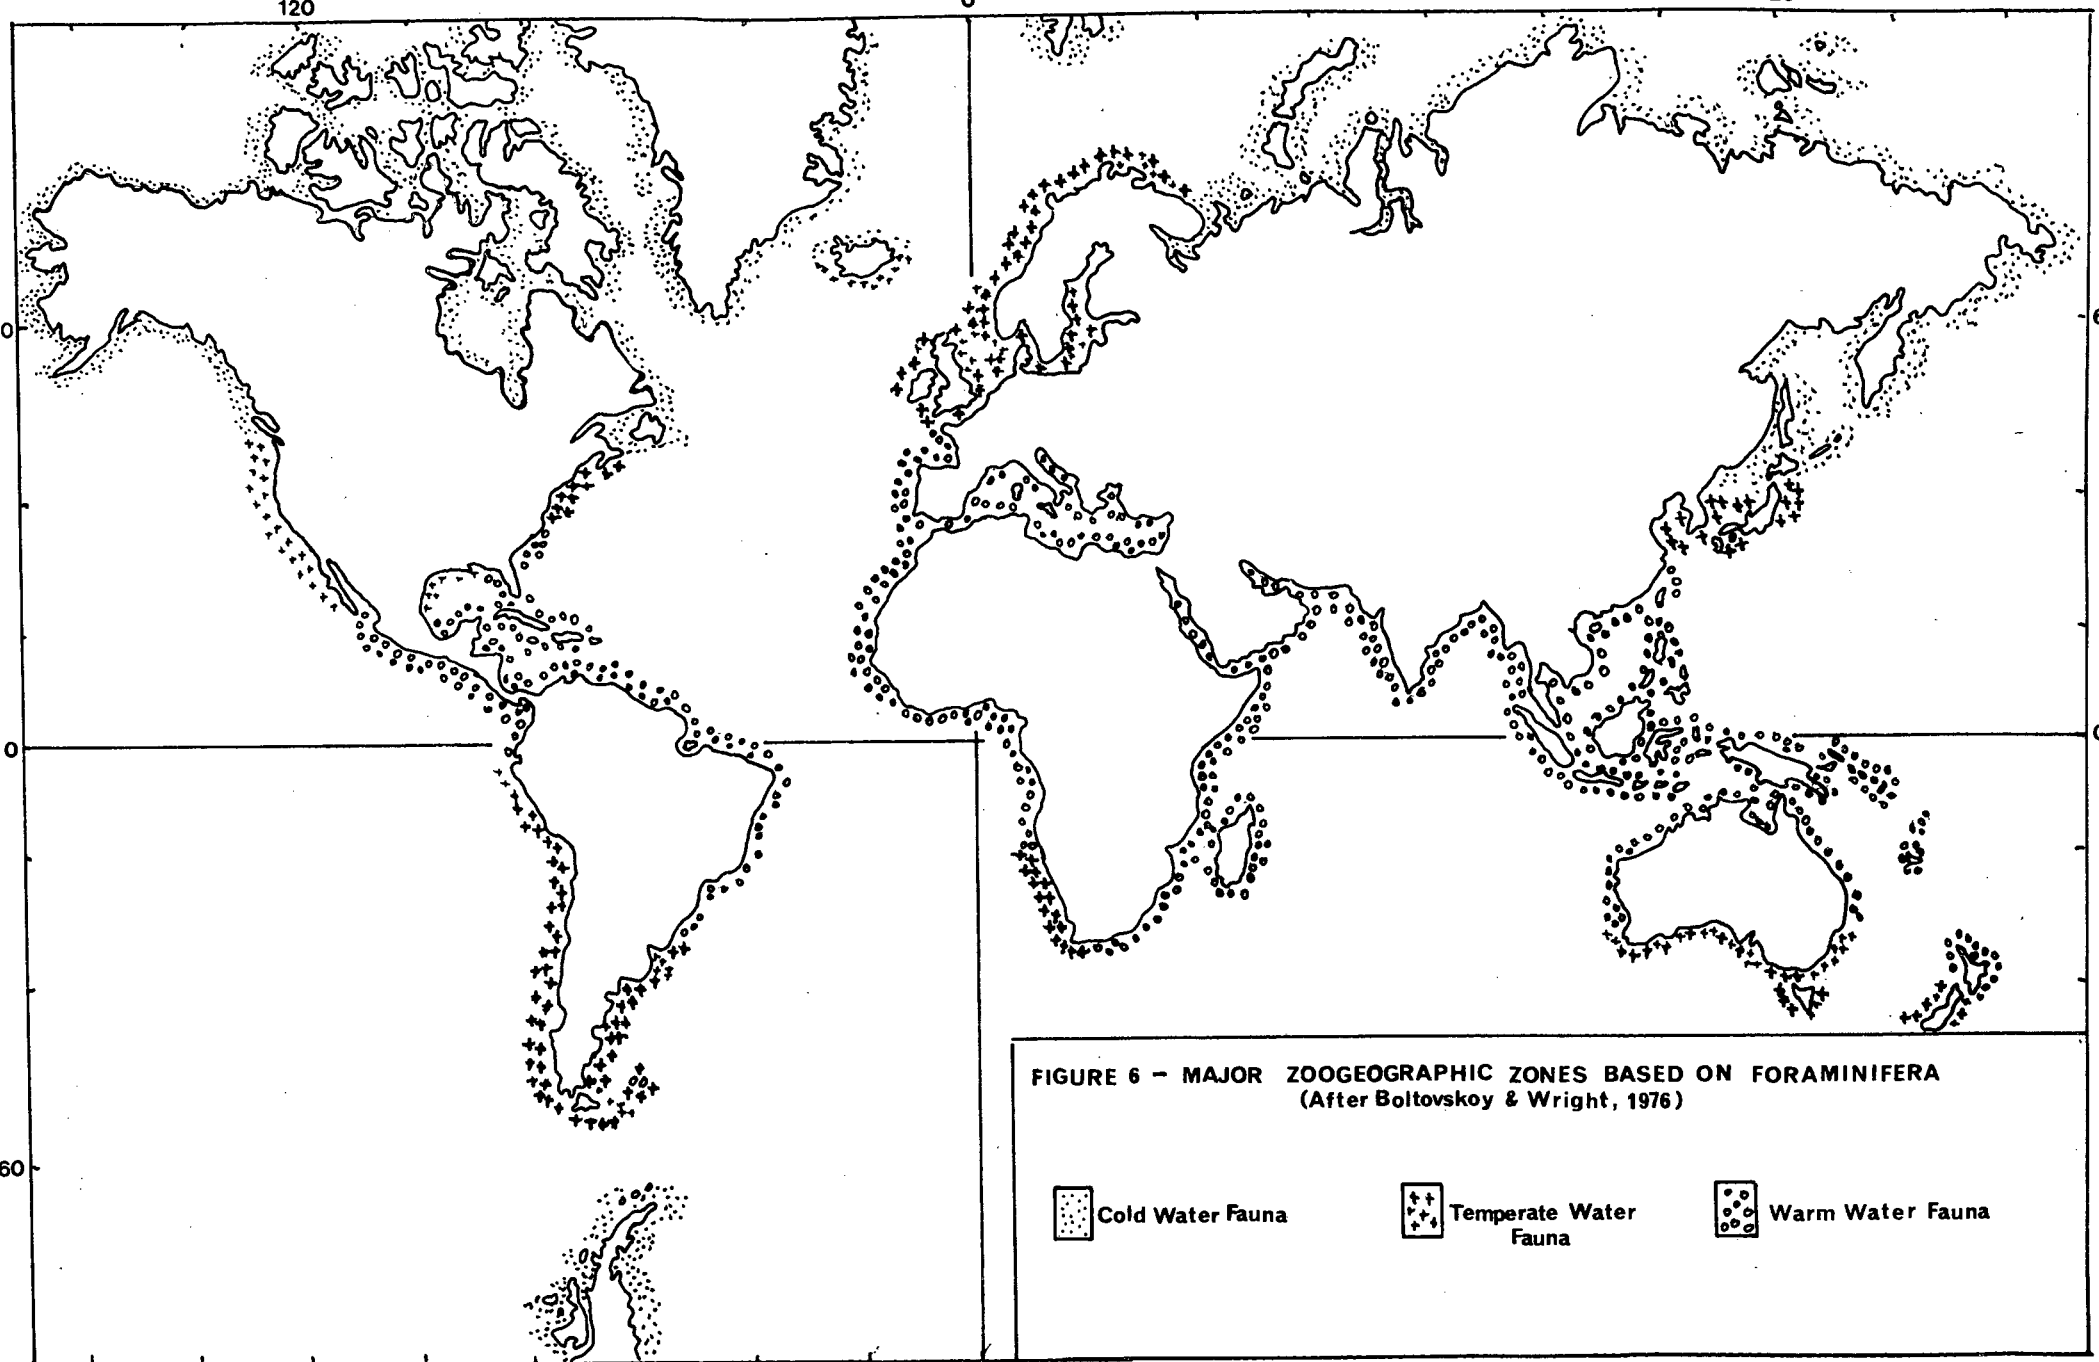 120
0
0
0
60
FIGURE 6 - MAJOR ZOOGEOGRAPHIC ZONES BASED ON FORAMINIFERA
(After Boltovskoy & Wright, 1976)
Cold Water Fauna
Temperate Water
Fauna
Warm Water Fauna